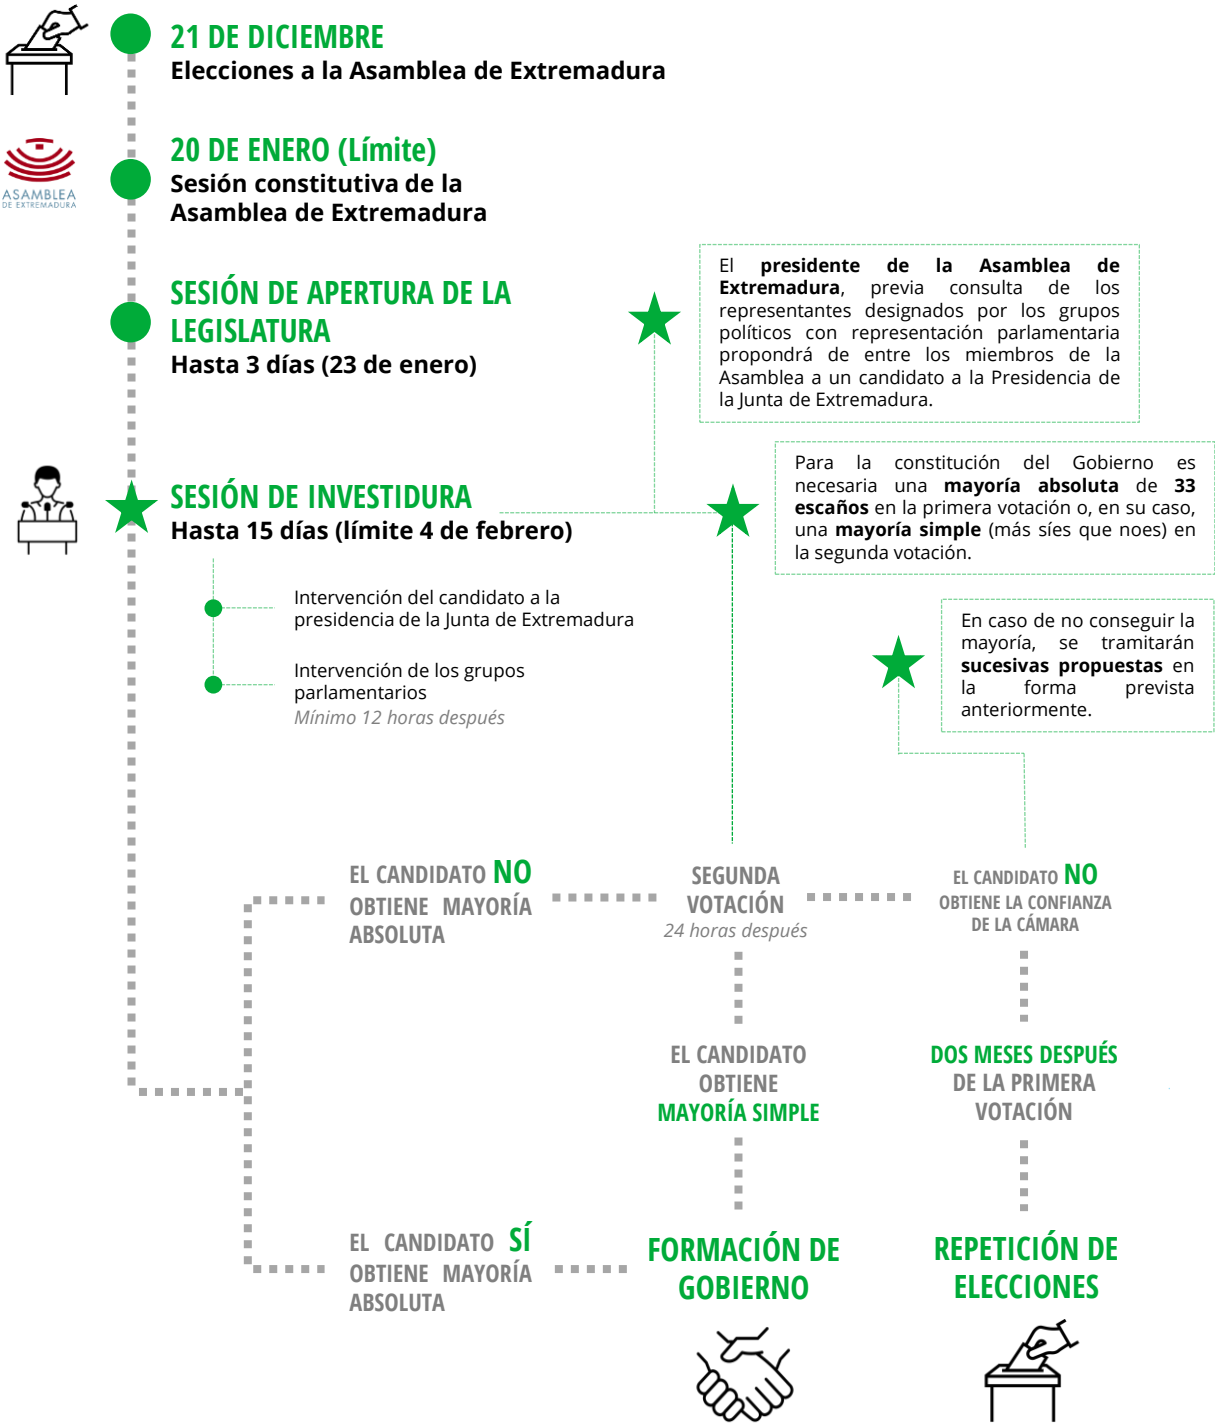 21 DE DICIEMBRE
Elecciones a la Asamblea de Extremadura
ASAMBLEA
DE EXTREMADURA
20 DE ENERO (Límite)
Sesión constitutiva de la
Asamblea de Extremadura
SESIÓN DE APERTURA DE LA
LEGISLATURA
Hasta 3 días (23 de enero)
El presidente de la Asamblea de
Extremadura, previa consulta de los
representantes designados por los grupos
políticos con representación parlamentaria
propondrá de entre los miembros de la
Asamblea a un candidato a la Presidencia de
la Junta de Extremadura.
SESIÓN DE INVESTIDURA
Hasta 15 días (límite 4 de febrero)
Para la constitución del Gobierno es
necesaria una mayoría absoluta de 33
escaños en la primera votación o, en su caso,
una mayoría simple (más síes que noes) en
la segunda votación.
Intervención del candidato a la
presidencia de la Junta de Extremadura
Intervención de los grupos
parlamentarios
Mínimo 12 horas después
En caso de no conseguir la
mayoría, se tramitarán
sucesivas propuestas en
la forma prevista
anteriormente.
EL CANDIDATO NO
OBTIENE MAYORÍA
ABSOLUTA
SEGUNDA
VOTACIÓN
24 horas después
EL CANDIDATO NO
OBTIENE LA CONFIANZA
DE LA CÁMARA
EL CANDIDATO
OBTIENE
MAYORÍA SIMPLE
DOS MESES DESPUÉS
DE LA PRIMERA
VOTACIÓN
EL CANDIDATO SÍ
OBTIENE MAYORÍA
ABSOLUTA
FORMACIÓN DE
GOBIERNO
REPETICIÓN DE
ELECCIONES